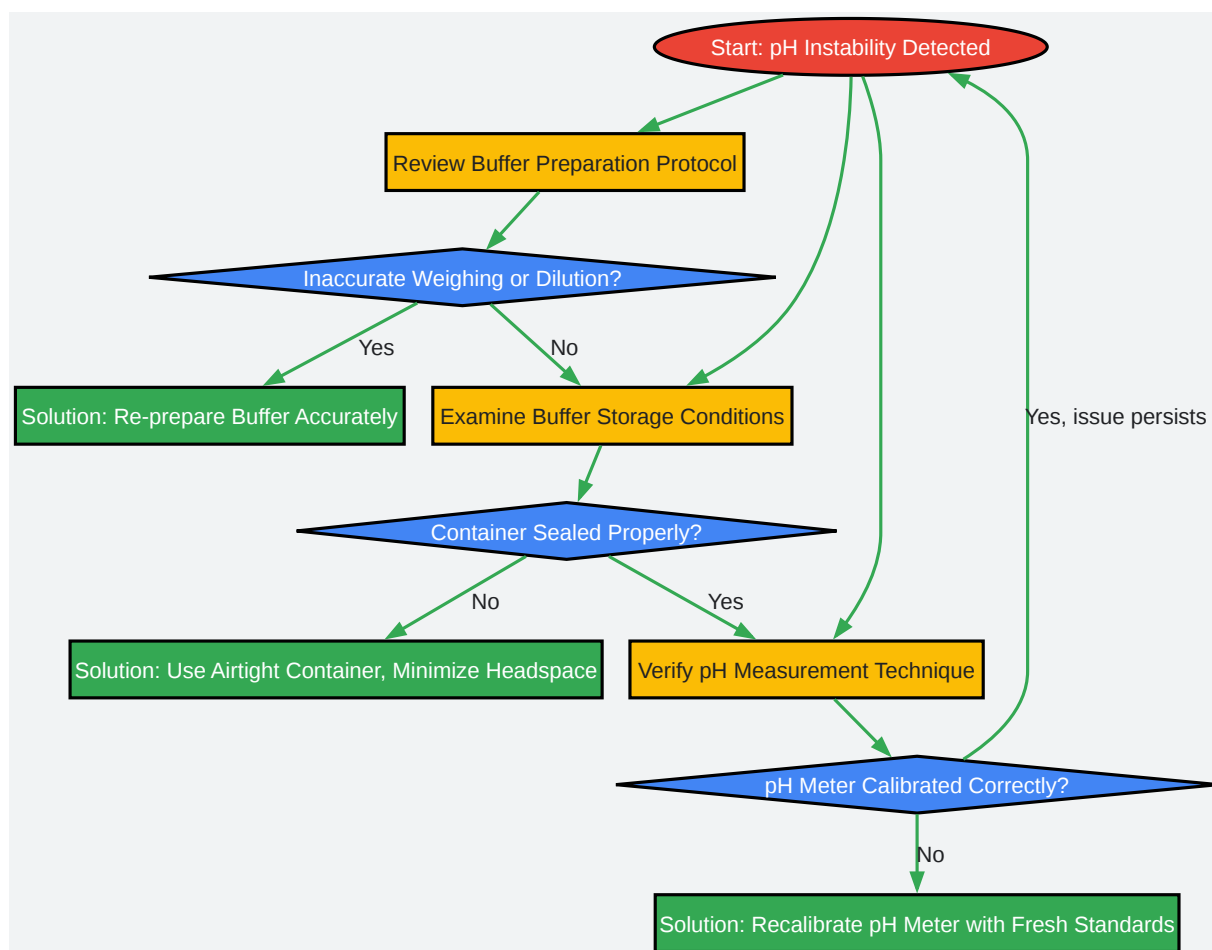 Start: pH Instability Detected
Review Buffer Preparation Protocol
Inaccurate Weighing or Dilution?
Yes
No
Solution: Re-prepare Buffer Accurately
Examine Buffer Storage Conditions
Yes, issue persists
Container Sealed Properly?
No
Yes
Solution: Use Airtight Container, Minimize Headspace
Verify pH Measurement Technique
pH Meter Calibrated Correctly?
No
Solution: Recalibrate pH Meter with Fresh Standards